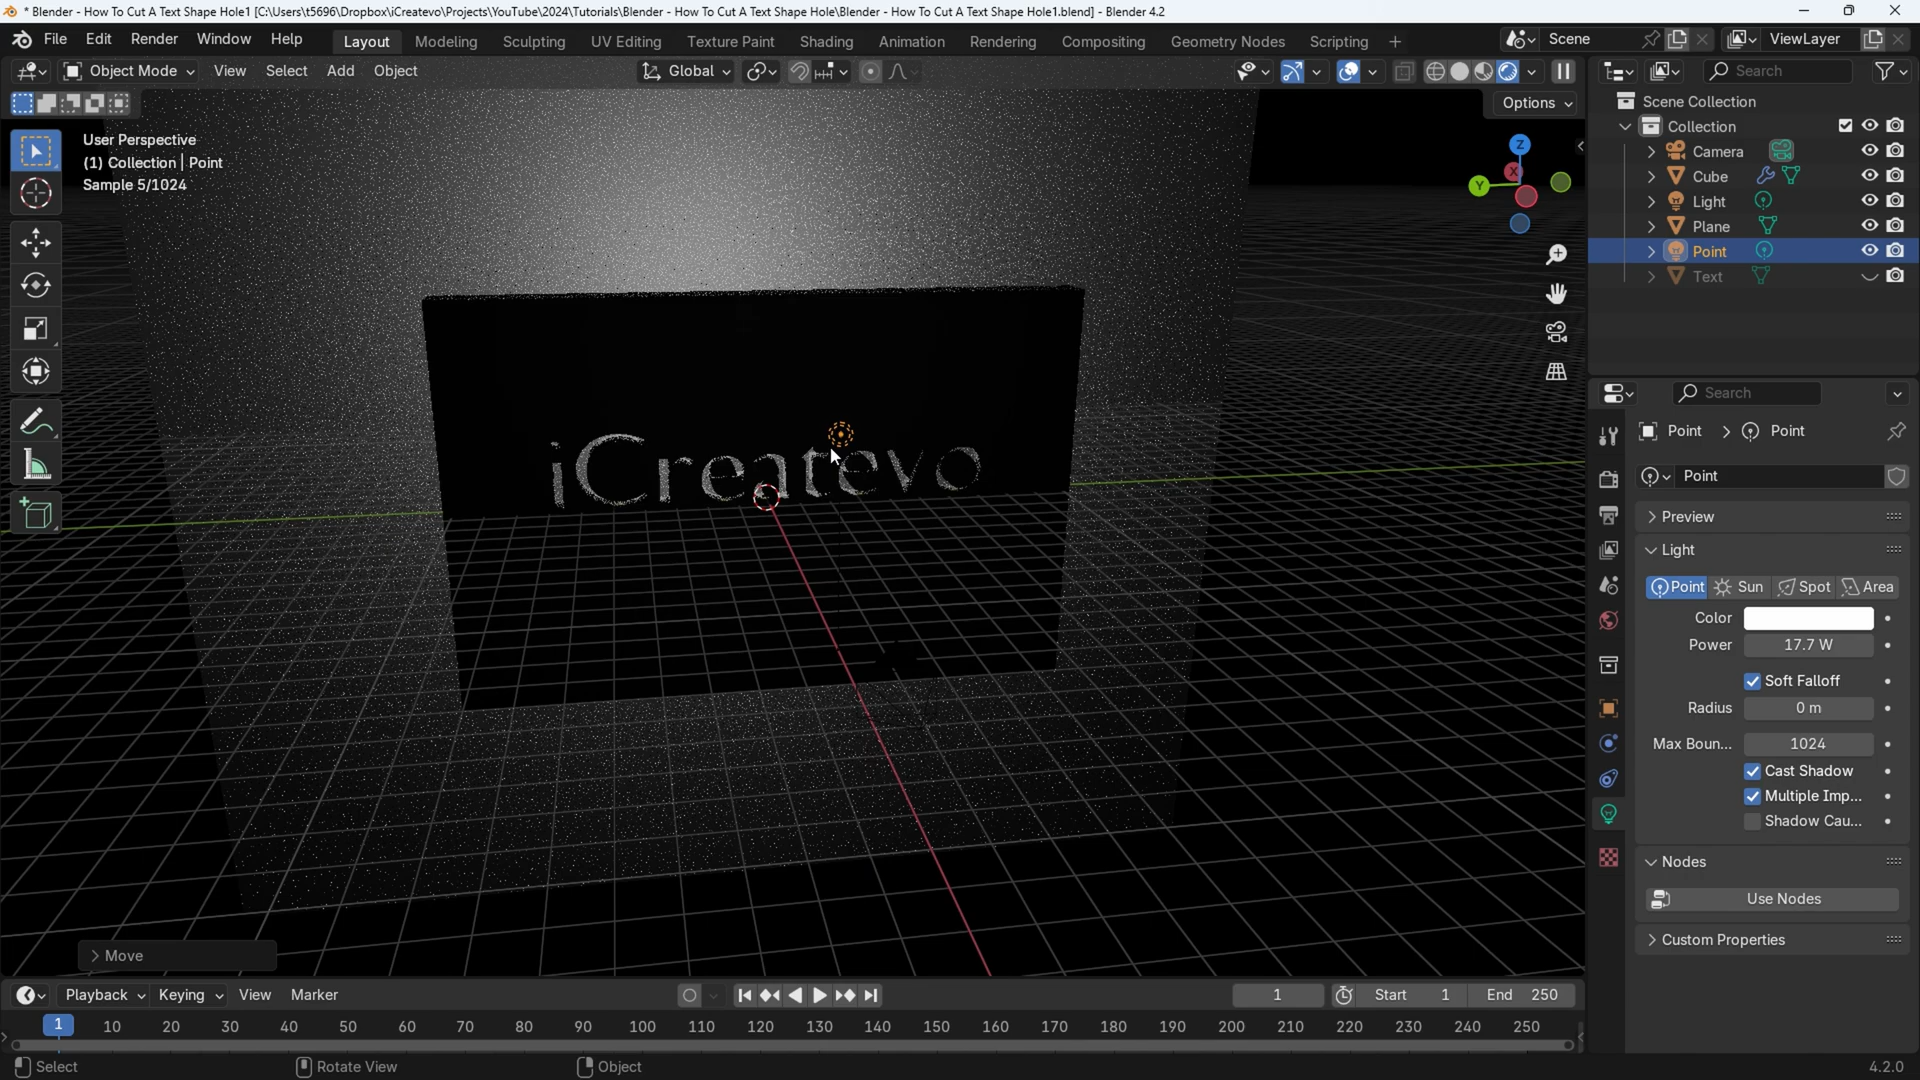 * Blender - How To Cut A Text Shape Hole1 [C:\Users\t5696\Dropbox\iCreatevo\Projects\YouTube\2024\Tutorials\Blender - How To Cut A Text Shape Hole\Blender - How To Cut A Text Shape Hole1.blend] - Blender 4.2
File Edit Render Window Help Layout Modeling Sculpting UV Editing Texture Paint Shading Animation Rendering Compositing Geometry Nodes Scripting + Scene ViewLayer
Object Mode View Select Add Object Global Search
Options
User Perspective
(1) Collection | Point
Sample 5/1024
Z
X
Y
iCreatevo
Scene Collection
Collection
Camera
Cube
Light
Plane
Point
Text
Search
Point > Point
Point
Preview
Light
Point Sun Spot Area
Color
Power 17.7 W
Soft Falloff
Radius 0 m
Max Boun... 1024
Cast Shadow
Multiple Imp...
Shadow Cau...
Nodes
Use Nodes
Custom Properties
> Move
Playback Keying View Marker 1 Start 1 End 250
1 10 20 30 40 50 60 70 80 90 100 110 120 130 140 150 160 170 180 190 200 210 220 230 240 250
Select Rotate View Object 4.2.0